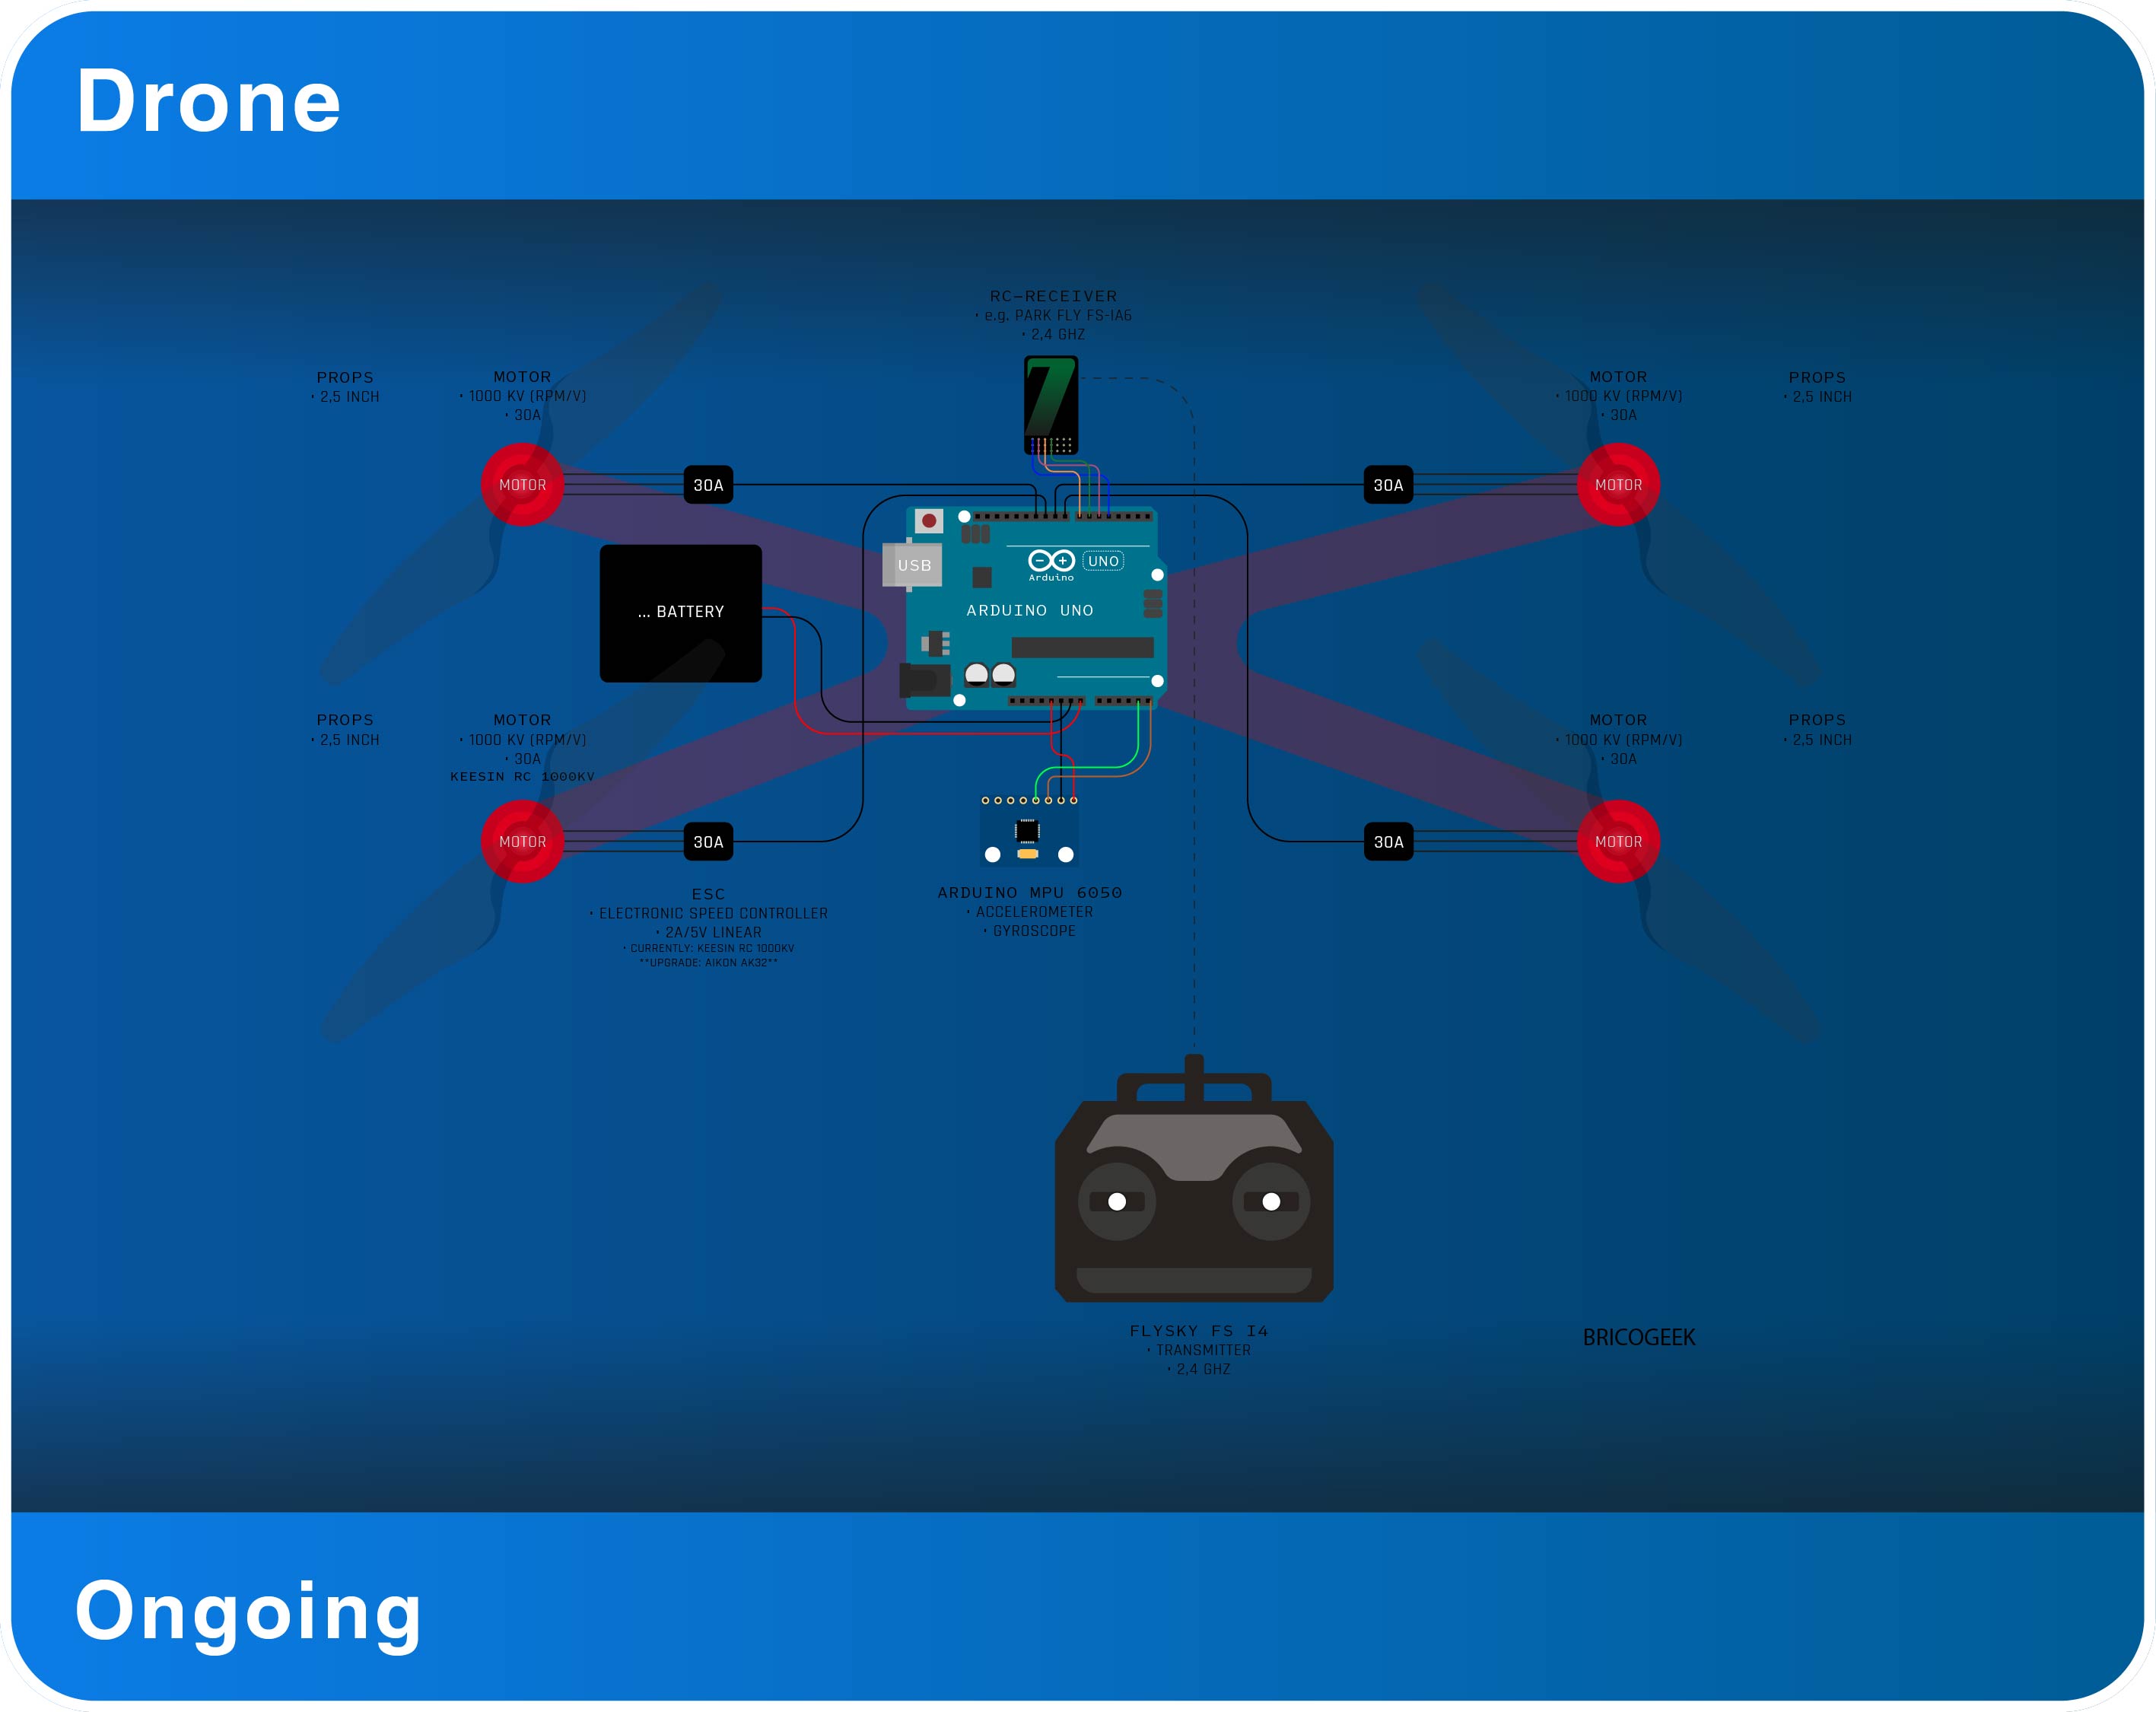 Drone
RC-RECEIVER
• e.g. PARK FLY FS-IA6
• 2,4 GHZ
PROPS
• 2,5 INCH
MOTOR
• 1000 KV (RPM/V)
• 30A
MOTOR
• 1000 KV (RPM/V)
• 30A
PROPS
• 2,5 INCH
7
MOTOR
30A
30A
MOTOR
USB
UNO
Arduino
ARDUINO UNO
... BATTERY
PROPS
• 2,5 INCH
MOTOR
• 1000 KV (RPM/V)
• 30A
KEESIN RC 1000KV
MOTOR
• 1000 KV (RPM/V)
• 30A
PROPS
• 2,5 INCH
MOTOR
30A
30A
MOTOR
ESC
• ELECTRONIC SPEED CONTROLLER
• 2A/5V LINEAR
• CURRENTLY: KEESIN RC 1000KV
**UPGRADE: AIKON AK32**
ARDUINO MPU 6050
• ACCELEROMETER
• GYROSCOPE
FLYSKY FS I4
• TRANSMITTER
• 2,4 GHZ
BRICOGEEK
Ongoing